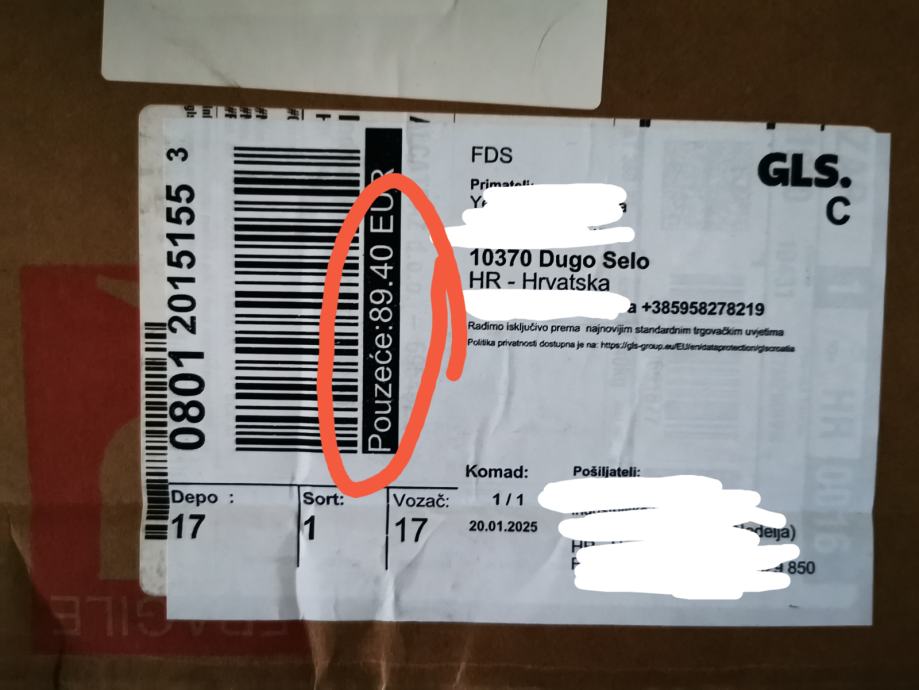 0801 2015155 3
Pouzeće:89.40 EUR
FDS
GLS.
C
10370 Dugo Selo
HR - Hrvatska
a +385958278219
Radimo isključivo prema najnovijim standardnim trgovačkim uvjetima
Politika privatnosti dostupna je na: https://gls-group.eu/EU/en/dataprotection/glscroatia
Komad:
1 / 1
20.01.2025
Pošiljatelj:
850
Depo :
17
Sort:
1
Vozač:
17
FRAGILE